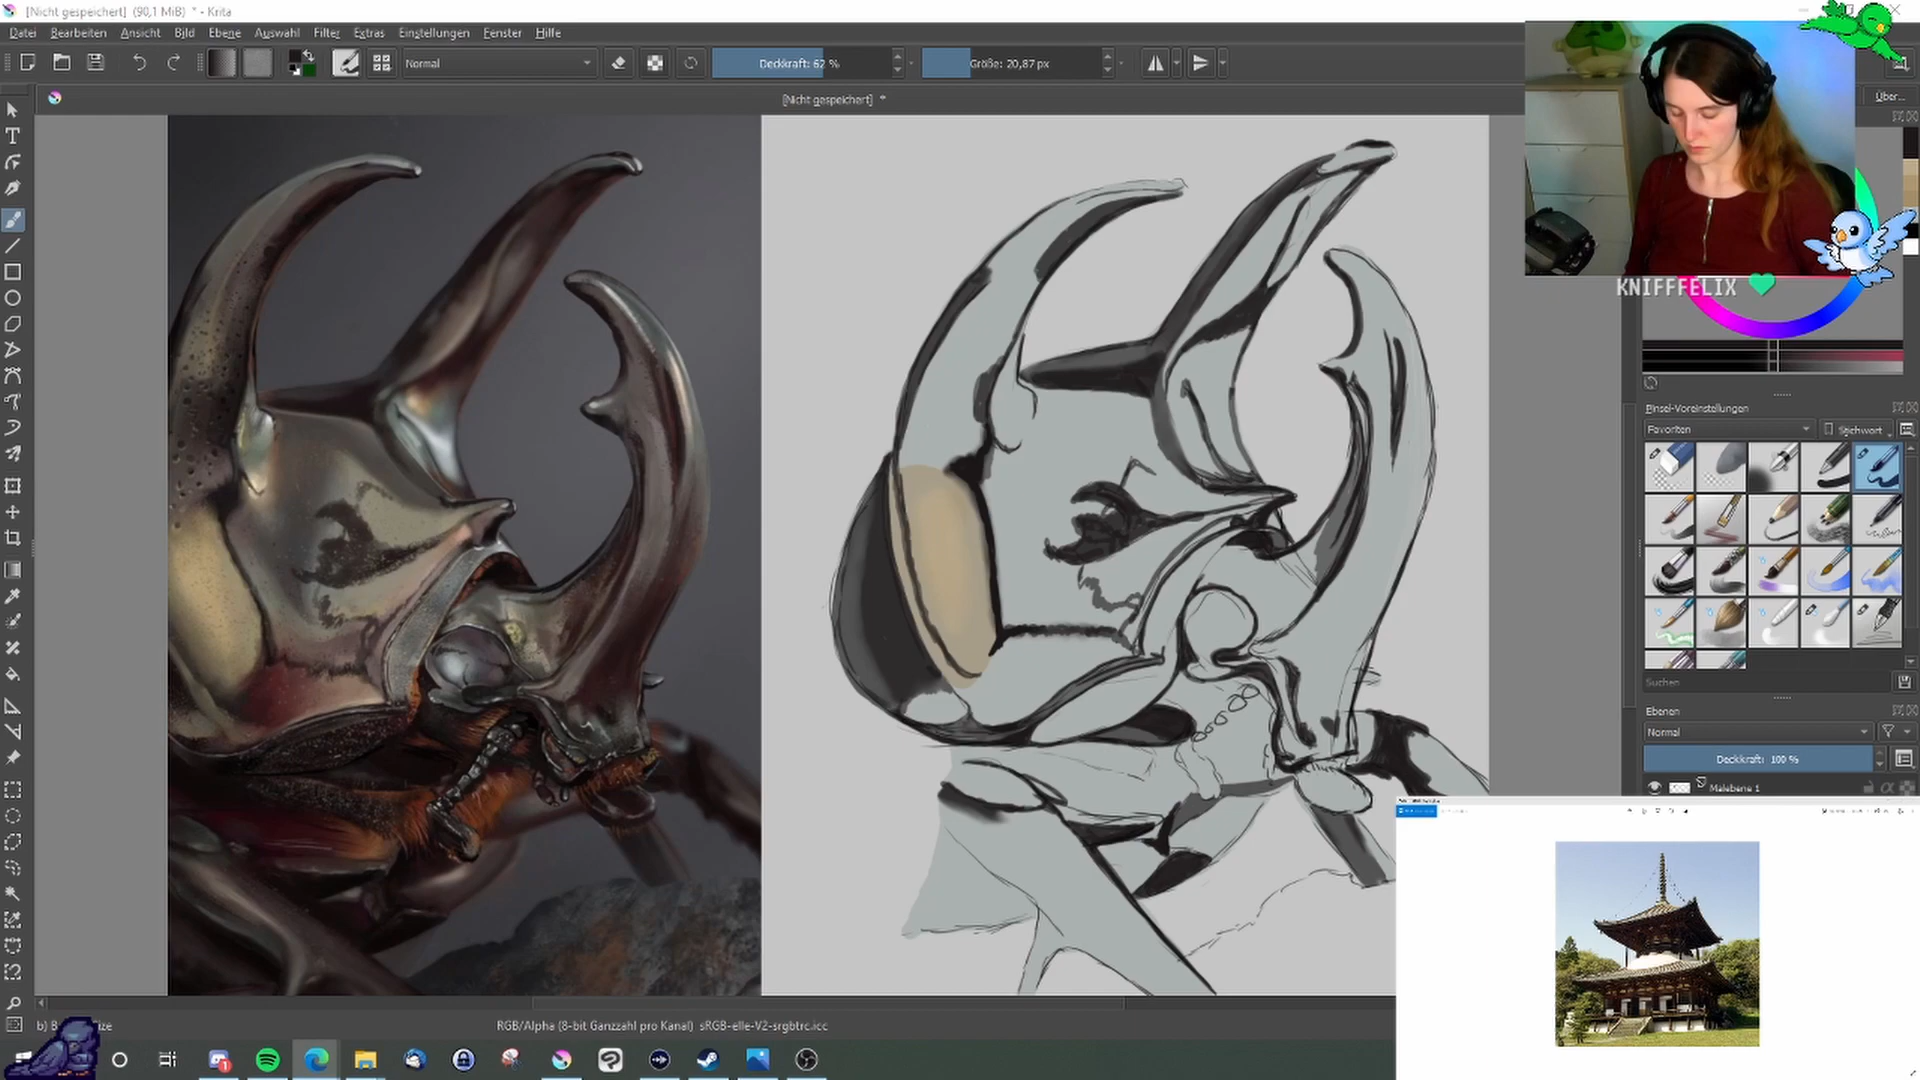 [Nicht gespeichert] (90,1 MiB) * - Krita
Datei Bearbeiten Ansicht Bild Ebene Auswahl Filter Extras Einstellungen Fenster Hilfe
Normal
Deckkraft: 62 %
Größe: 20,87 px
[Nicht gespeichert] *
Über...
KNIFFFELIX
Pinsel-Voreinstellungen
Favoriten
Stichwort
Suchen
Ebenen
Normal
Deckkraft: 100 %
Malebene 1
RGB/Alpha (8-bit Ganzzahl pro Kanal) sRGB-elle-V2-srgbtrc.icc